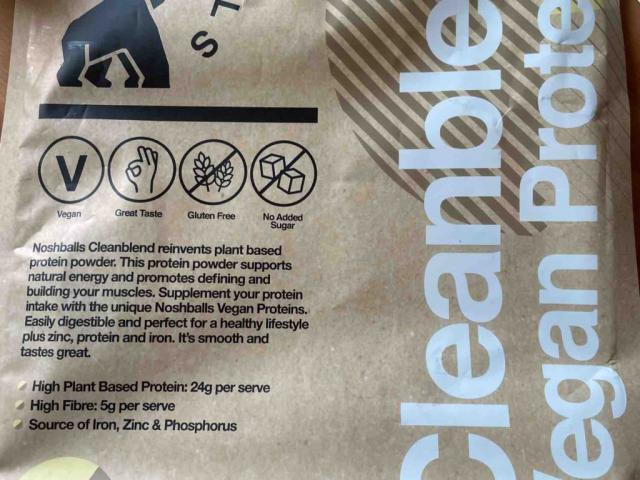 STL
V
Vegan
Great Taste
Gluten Free
No Added
Sugar
Noshballs Cleanblend reinvents plant based
protein powder. This protein powder supports
natural energy and promotes defining and
building your muscles. Supplement your protein
intake with the unique Noshballs Vegan Proteins.
Easily digestible and perfect for a healthy lifestyle
plus zinc, protein and iron. It's smooth and
tastes great.
High Plant Based Protein: 24g per serve
High Fibre: 5g per serve
Source of Iron, Zinc & Phosphorus
Cleanble
Vegan Prote